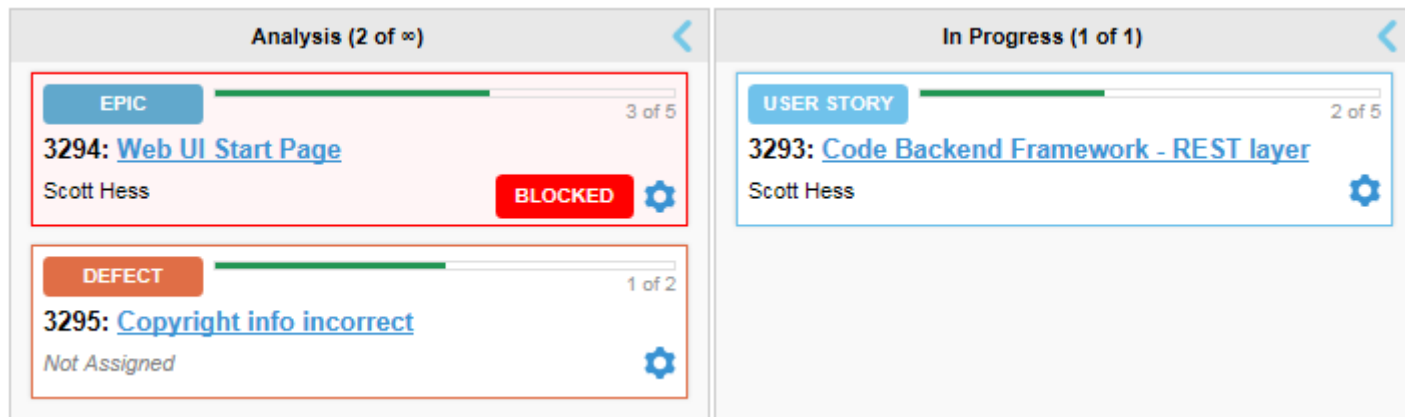 Analysis (2 of ∞)
EPIC
3 of 5
3294: Web UI Start Page
Scott Hess
BLOCKED
DEFECT
1 of 2
3295: Copyright info incorrect
Not Assigned
In Progress (1 of 1)
USER STORY
2 of 5
3293: Code Backend Framework - REST layer
Scott Hess